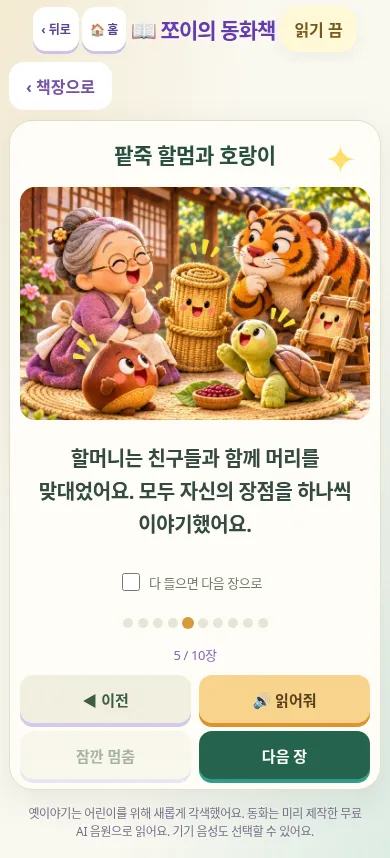 ‹ 뒤로 🏠 홈 📖 쪼이의 동화책 읽기 끝
‹ 책장으로
팥죽 할멈과 호랑이
할머니는 친구들과 함께 머리를
맞대었어요. 모두 자신의 장점을 하나씩
이야기했어요.
다 들으면 다음 장으로
5 / 10장
◀ 이전
🔊 읽어줘
잠깐 멈춤
다음 장
옛이야기는 어린이를 위해 새롭게 각색했어요. 동화는 미리 제작한 무료
AI 음원으로 읽어요. 기기 음성도 선택할 수 있어요.